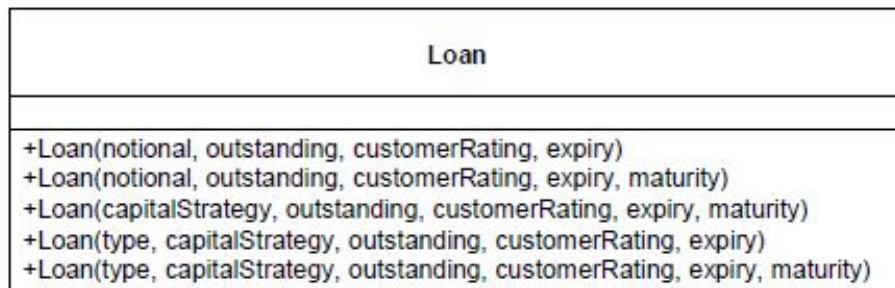 Loan
+Loan(notional, outstanding, customerRating, expiry)
+Loan(notional, outstanding, customerRating, expiry, maturity)
+Loan(capitalStrategy, outstanding, customerRating, expiry, maturity)
+Loan(type, capitalStrategy, outstanding, customerRating, expiry)
+Loan(type, capitalStrategy, outstanding, customerRating, expiry, maturity)